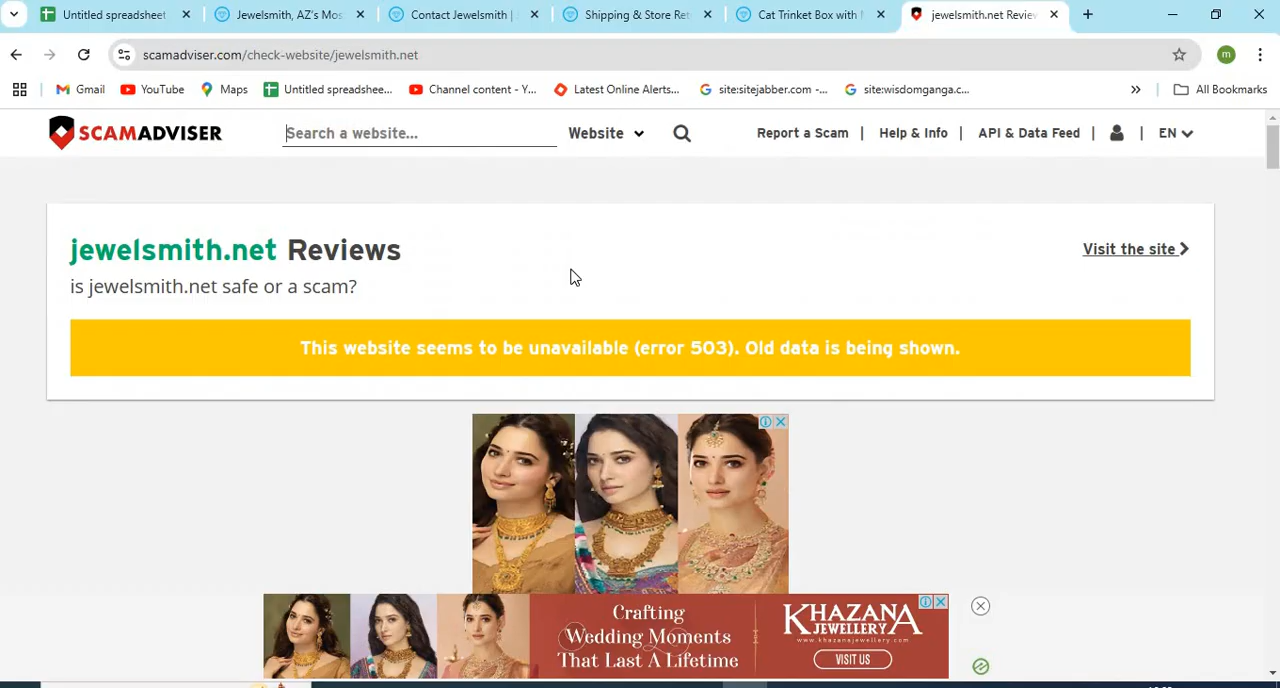 Untitled spreadsheet
Jewelsmith, AZ's Mos
Contact Jewelsmith |
Shipping & Store Ret
Cat Trinket Box with N
jewelsmith.net Review
scamadviser.com/check-website/jewelsmith.net
m
Gmail
YouTube
Maps
Untitled spreadshee...
Channel content - Y...
Latest Online Alerts...
site:sitejabber.com -...
site:wisdomganga.c...
All Bookmarks
SCAMADVISER
Search a website...
Website
Report a Scam
Help & Info
API & Data Feed
EN
jewelsmith.net Reviews
Visit the site
is jewelsmith.net safe or a scam?
This website seems to be unavailable (error 503). Old data is being shown.
Crafting
Wedding Moments
That Last A Lifetime
KHAZANA
JEWELLERY
www.khazanajewellery.com
VISIT US